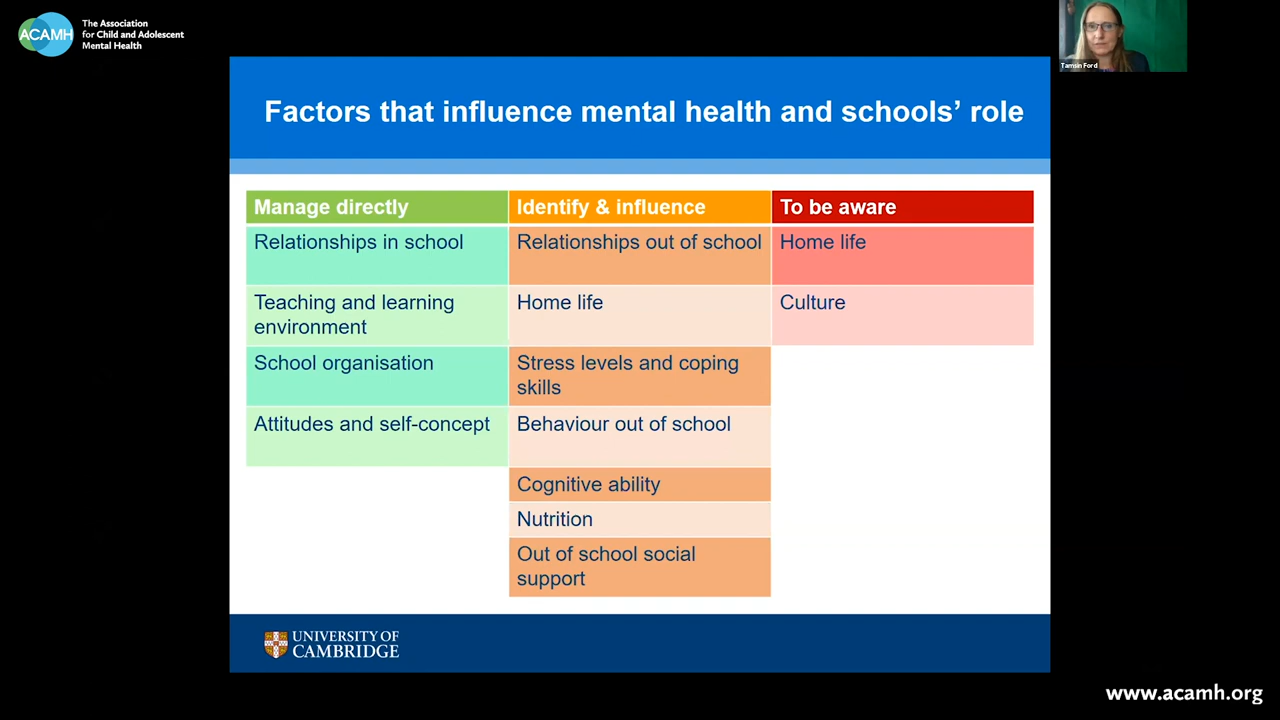 ACAMH
The Association
for Child and Adolescent
Mental Health
Tamsin Ford
Factors that influence mental health and schools’ role
Manage directly
Identify & influence
To be aware
Relationships in school
Relationships out of school
Home life
Teaching and learning
environment
Home life
Culture
School organisation
Stress levels and coping
skills
Attitudes and self-concept
Behaviour out of school
Cognitive ability
Nutrition
Out of school social
support
UNIVERSITY OF
CAMBRIDGE
www.acamh.org